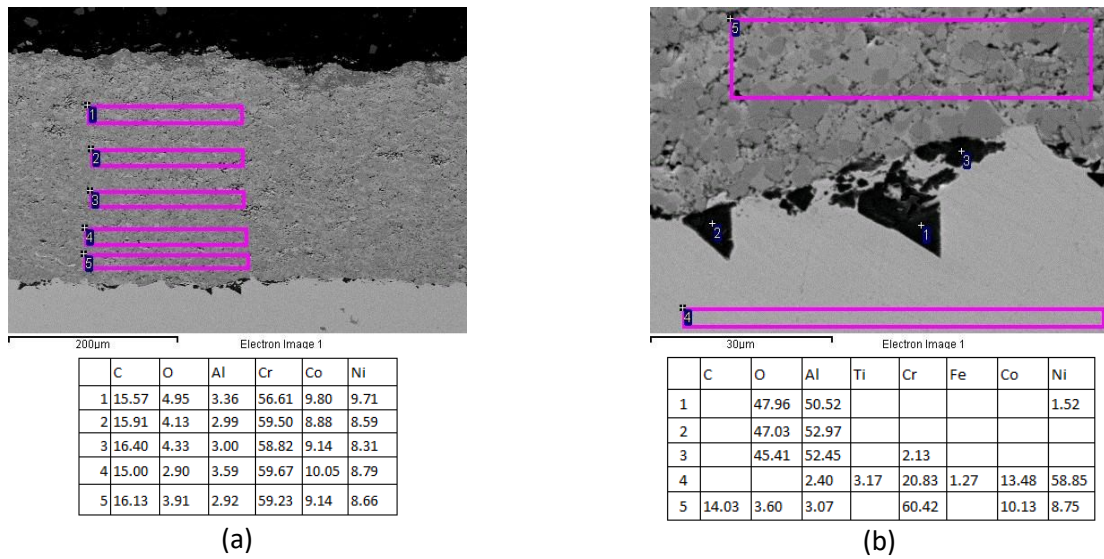 1
2
3
4
5
200µm
Electron Image 1
C O Al Cr Co Ni
1 15.57 4.95 3.36 56.61 9.80 9.71
2 15.91 4.13 2.99 59.50 8.88 8.59
3 16.40 4.33 3.00 58.82 9.14 8.31
4 15.00 2.90 3.59 59.67 10.05 8.79
5 16.13 3.91 2.92 59.23 9.14 8.66
(a)
5
3
2
1
4
30µm
Electron Image 1
C O Al Ti Cr Fe Co Ni
1 47.96 50.52 1.52
2 47.03 52.97
3 45.41 52.45 2.13
4 2.40 3.17 20.83 1.27 13.48 58.85
5 14.03 3.60 3.07 60.42 10.13 8.75
(b)